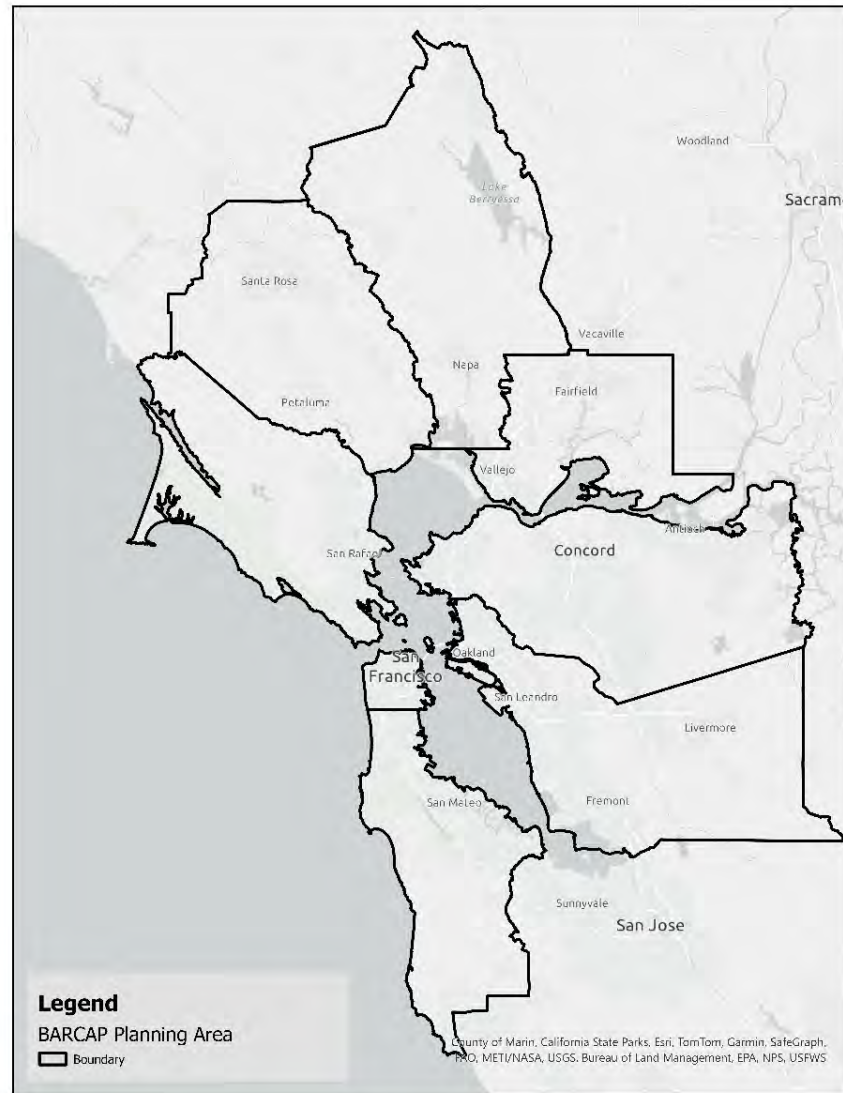 Woodland
Lake
Berryessa
Sacram
Santa Rosa
Vacaville
Napa
Fairfield
Petaluma
Vallejo
Antioch
Concord
San Rafael
Oakland
San
Francisco
San Leandro
Livermore
San Mateo
Fremont
Sunnyvale
San Jose
Legend
BARCAP Planning Area
Boundary
County of Marin, California State Parks, Esri, TomTom, Garmin, SafeGraph,
FAO, METI/NASA, USGS, Bureau of Land Management, EPA, NPS, USFWS